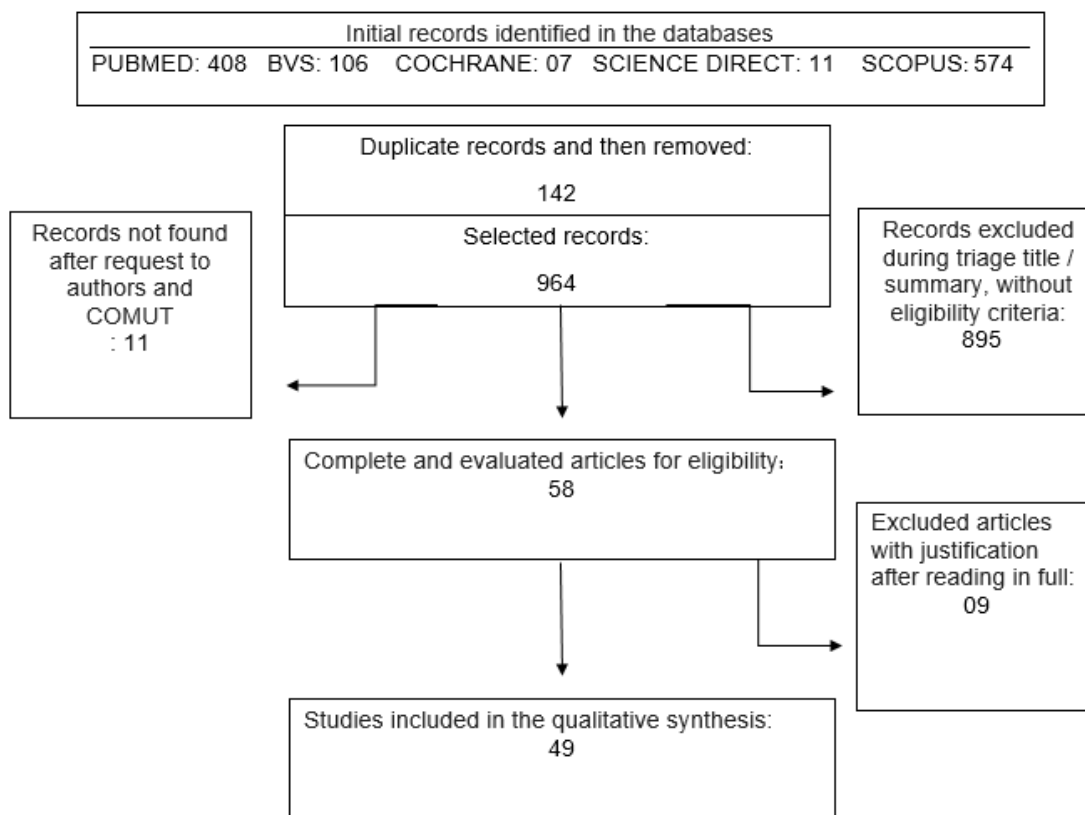 Initial records identified in the databases
PUBMED: 408 BVS: 106 COCHRANE: 07 SCIENCE DIRECT: 11 SCOPUS: 574
Duplicate records and then removed:
142
Selected records:
964
Records not found
after request to
authors and
COMUT
: 11
Records excluded
during triage title /
summary, without
eligibility criteria:
895
Complete and evaluated articles for eligibility:
58
Excluded articles
with justification
after reading in full:
09
Studies included in the qualitative synthesis:
49